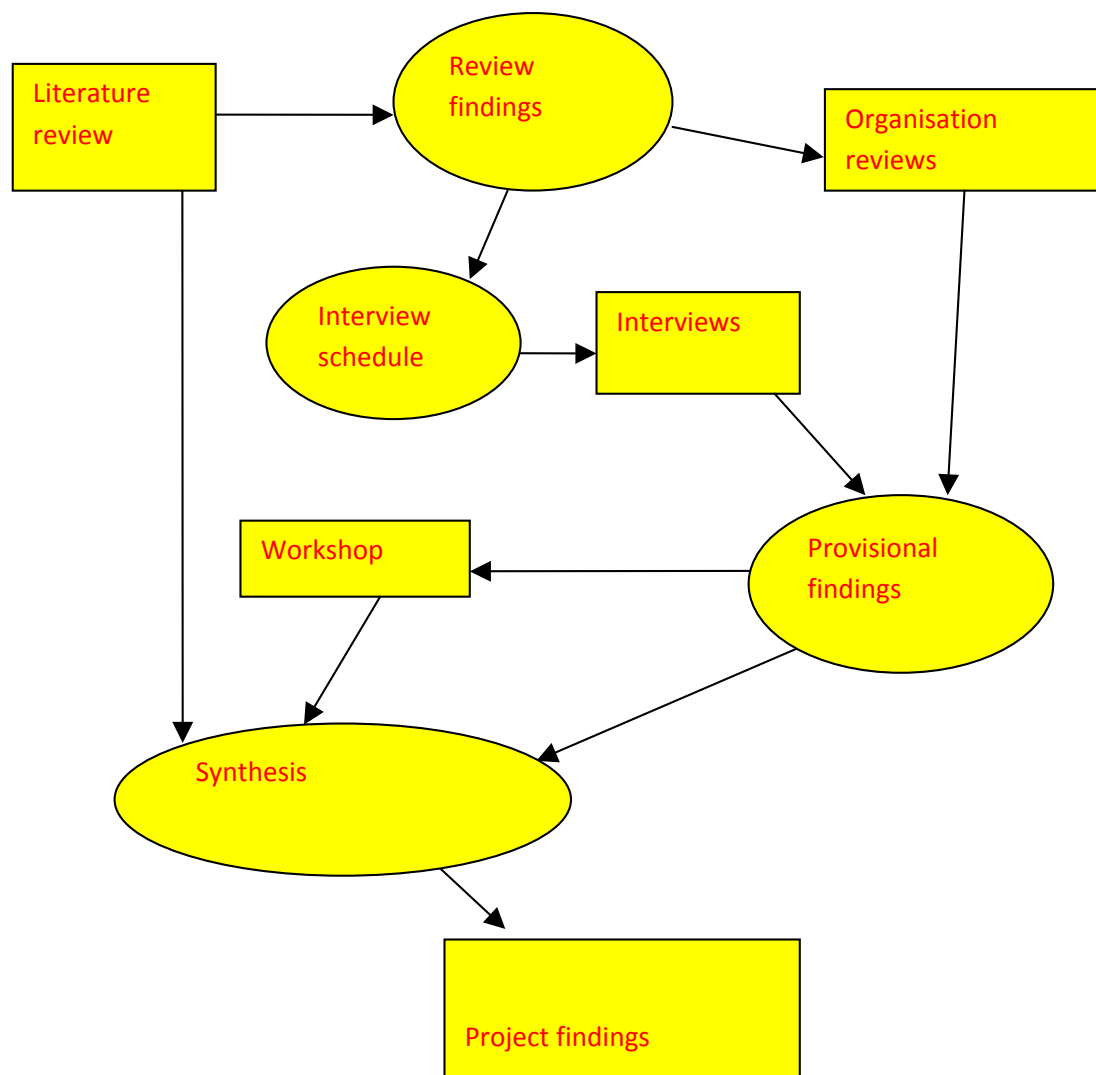 Literature
review
Review
findings
Organisation
reviews
Interview
schedule
Interviews
Workshop
Provisional
findings
Synthesis
Project findings